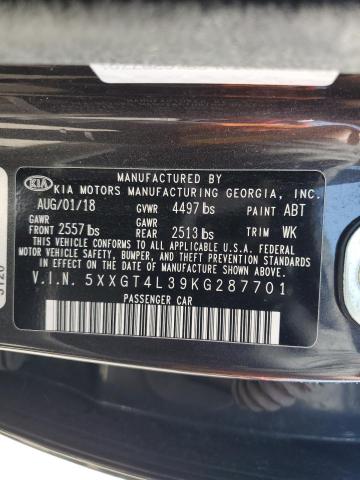 MANUFACTURED BY
KIA KIA MOTORS MANUFACTURING GEORGIA, INC.
AUG/01/18 GVWR 4497 lbs PAINT ABT
GAWR FRONT 2557 lbs GAWR REAR 2513 lbs TRIM WK
THIS VEHICLE CONFORMS TO ALL APPLICABLE U.S.A. FEDERAL
MOTOR VEHICLE SAFETY, BUMPER, AND THEFT PREVENTION STANDARDS
IN EFFECT ON THE DATE OF MANUFACTURE SHOWN ABOVE.
V.I.N. 5XXGT4L39KG287701
PASSENGER CAR